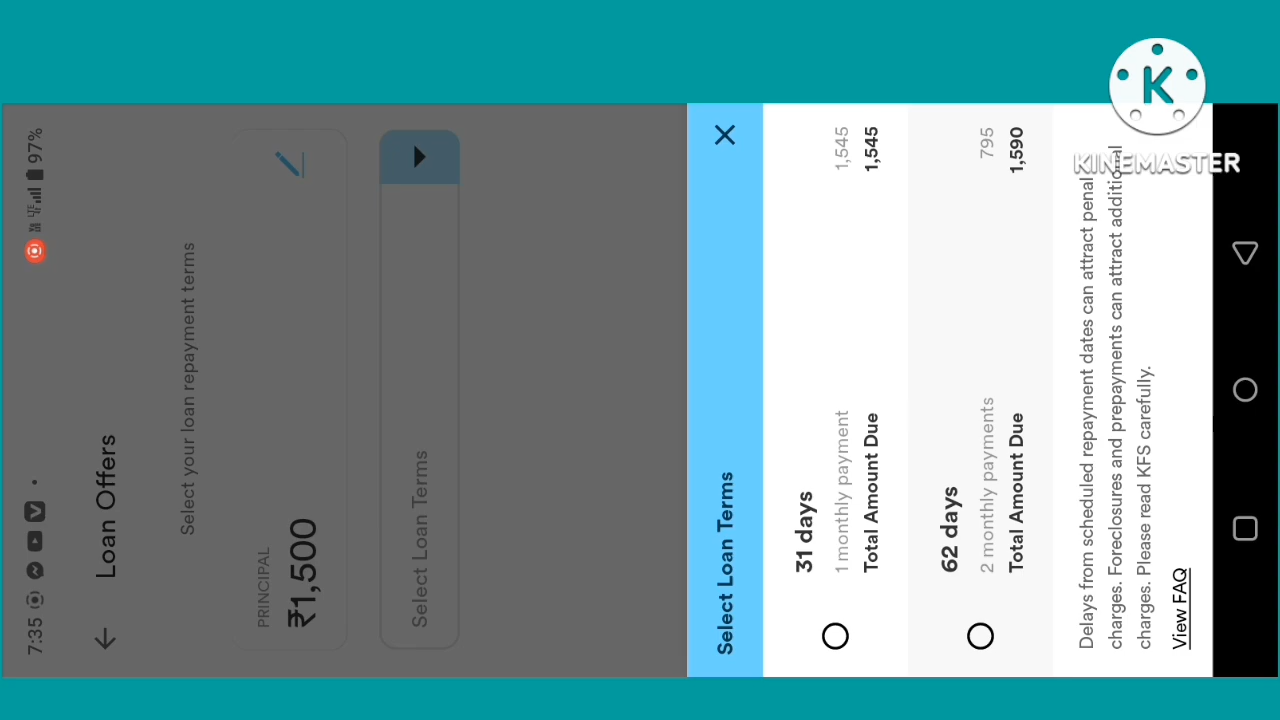 7:35
97%
Loan Offers
Select your loan repayment terms
PRINCIPAL
₹1,500
Select Loan Terms
Select Loan Terms
31 days
1 monthly payment 1,545
Total Amount Due 1,545
62 days
2 monthly payments 795
Total Amount Due 1,590
Delays from scheduled repayment dates can attract penal
charges. Foreclosures and prepayments can attract additional
charges. Please read KFS carefully.
View FAQ
K
KINEMASTER